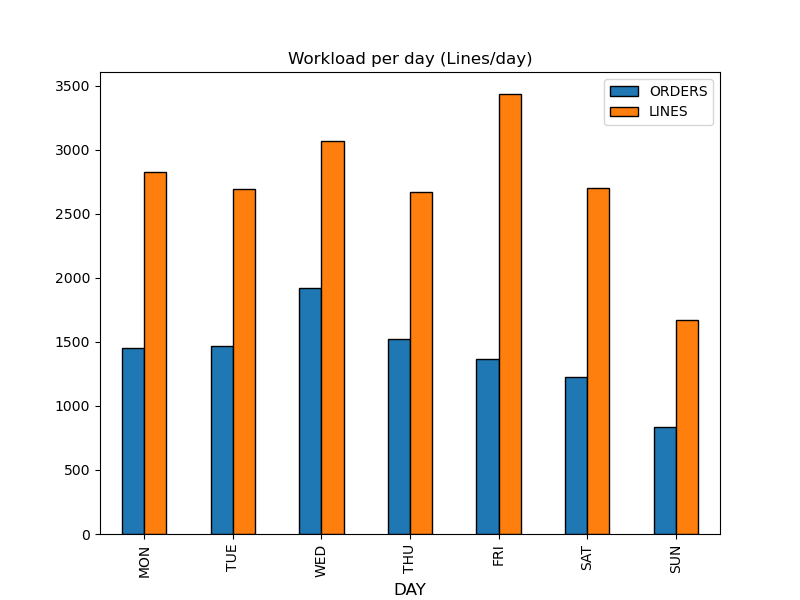 Workload per day (Lines/day)
ORDERS
LINES
3500
3000
2500
2000
1500
1000
500
0
MON
TUE
WED
THU
FRI
SAT
SUN
DAY